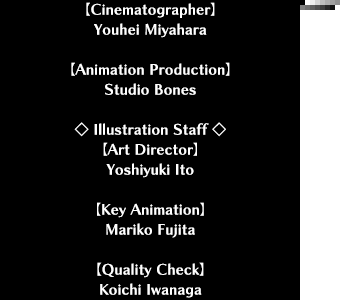 【Cinematographer】
Youhei Miyahara
【Animation Production】
Studio Bones
◇ Illustration Staff ◇
【Art Director】
Yoshiyuki Ito
【Key Animation】
Mariko Fujita
【Quality Check】
Koichi Iwanaga